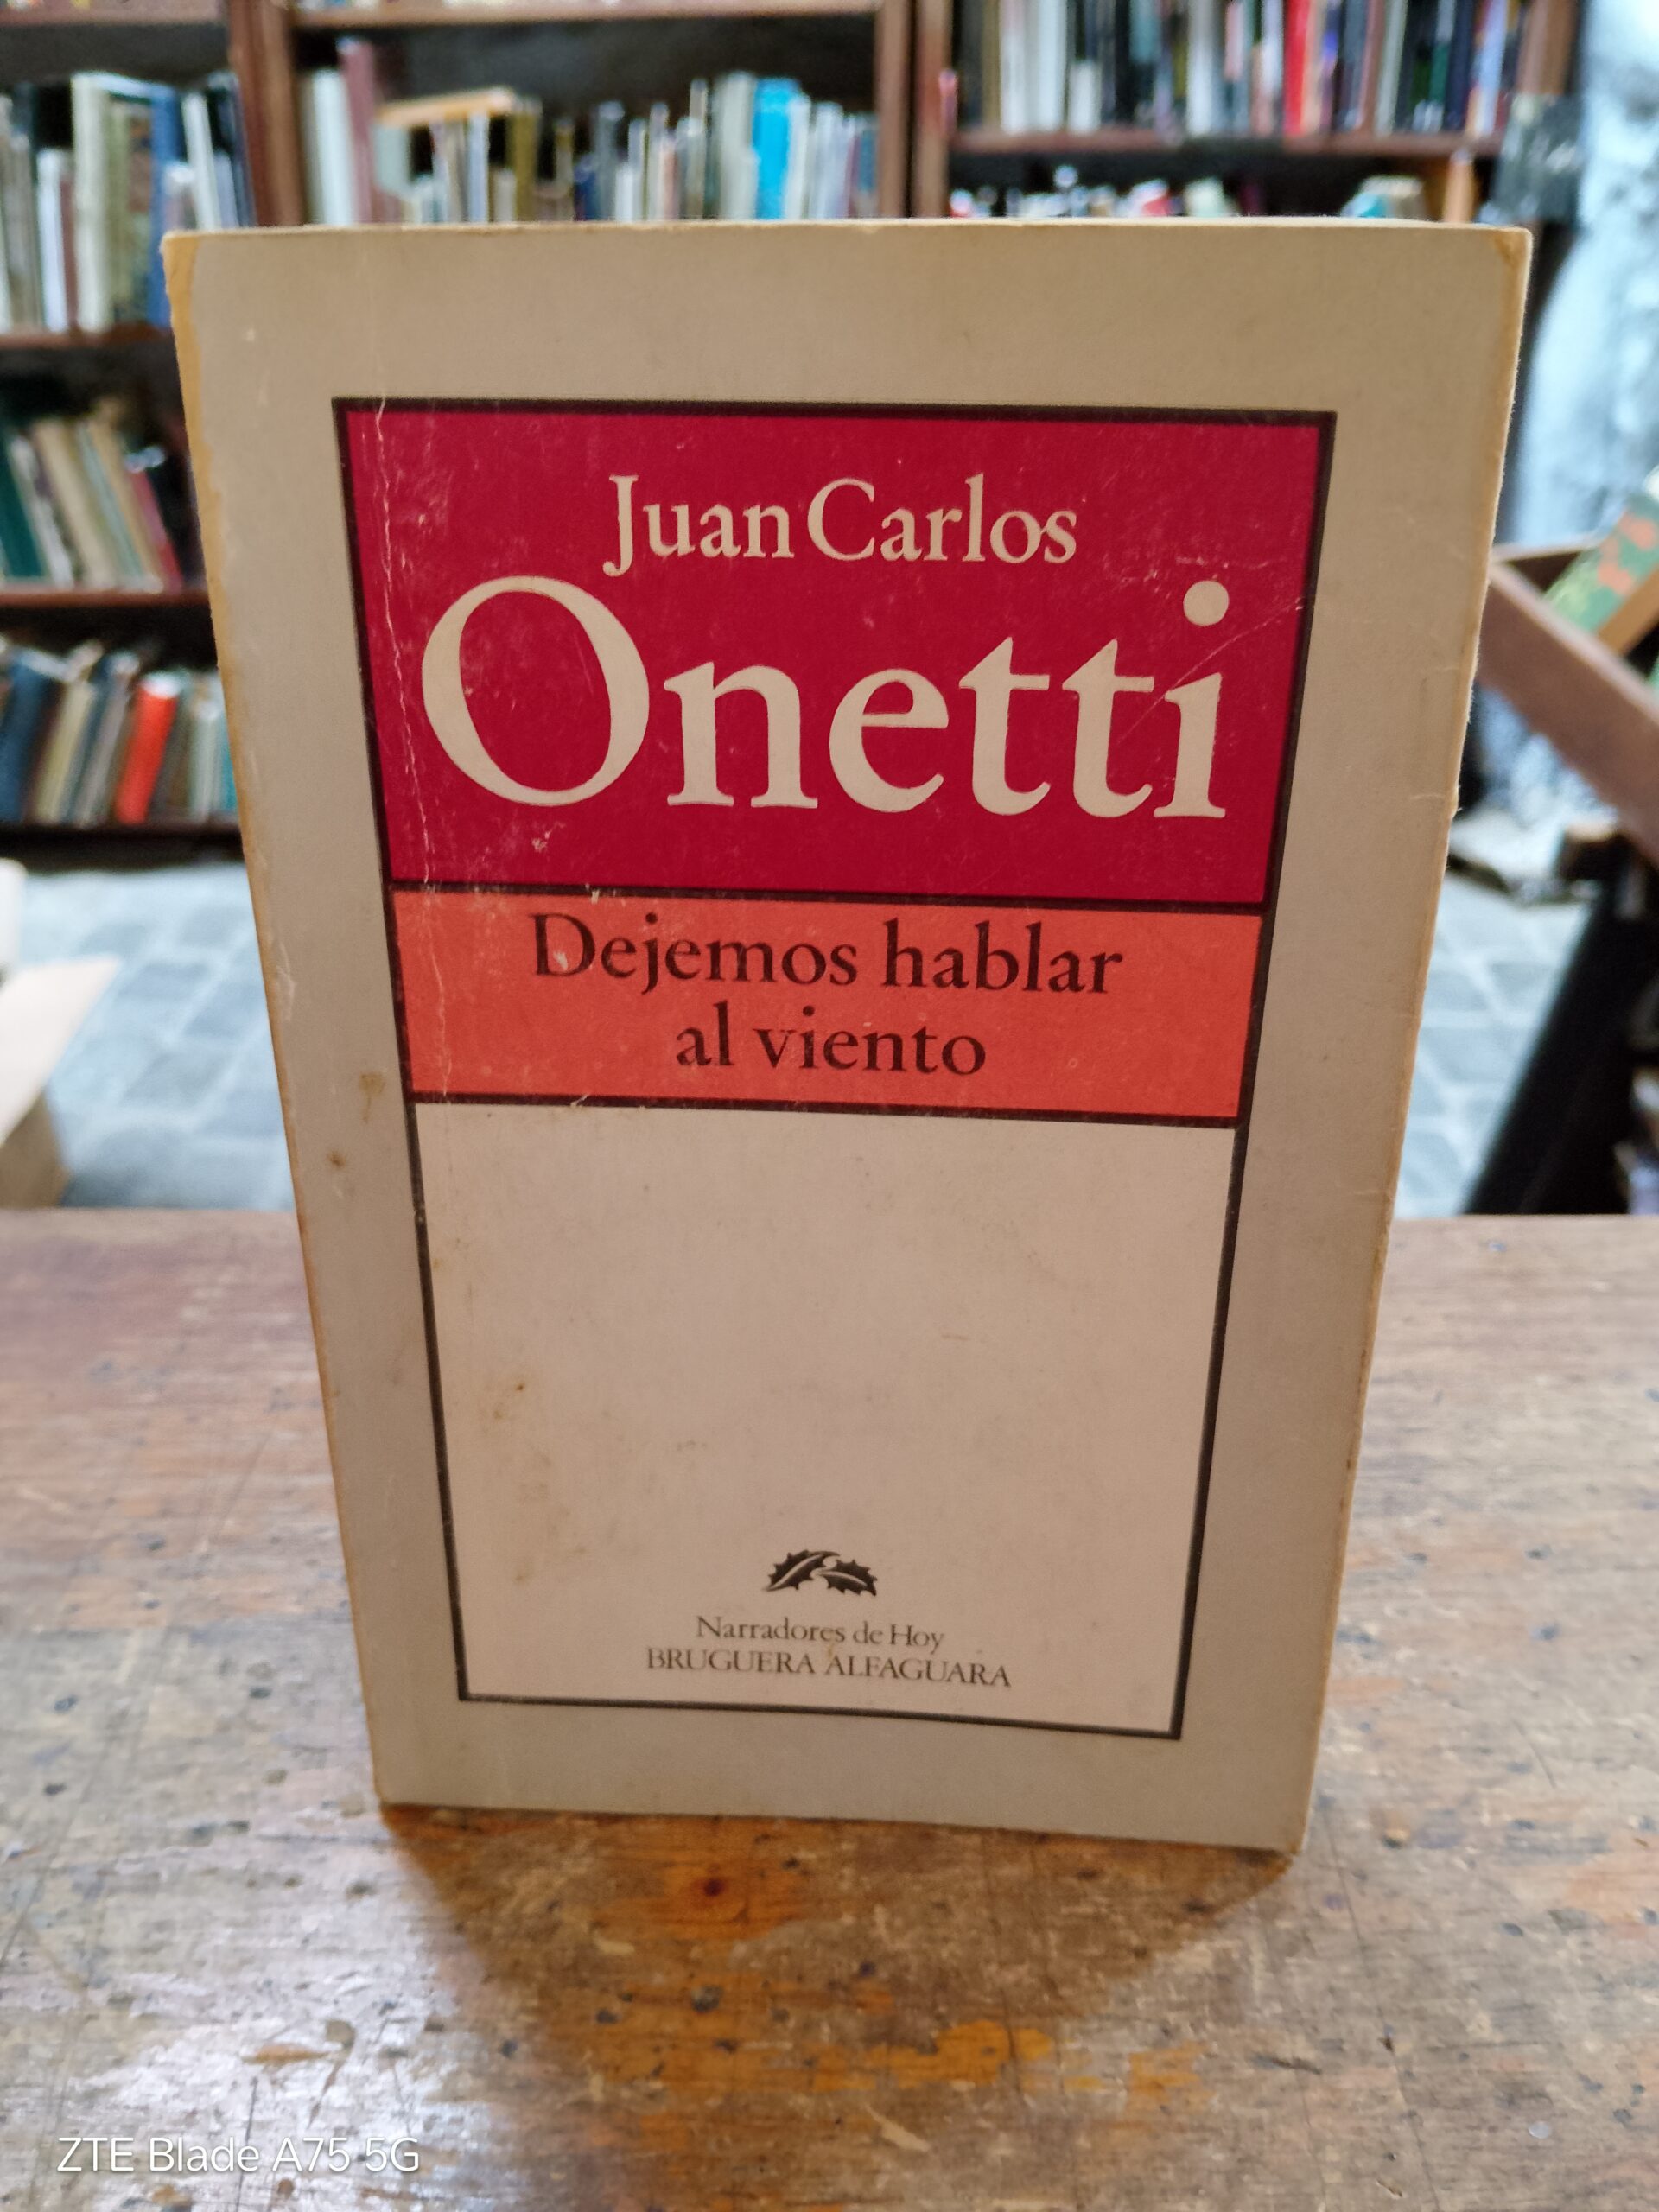 Juan Carlos
Onetti
Dejemos hablar
al viento
Narradores de Hoy
BRUGUERA ALFAGUARA
ZTE Blade A75 5G